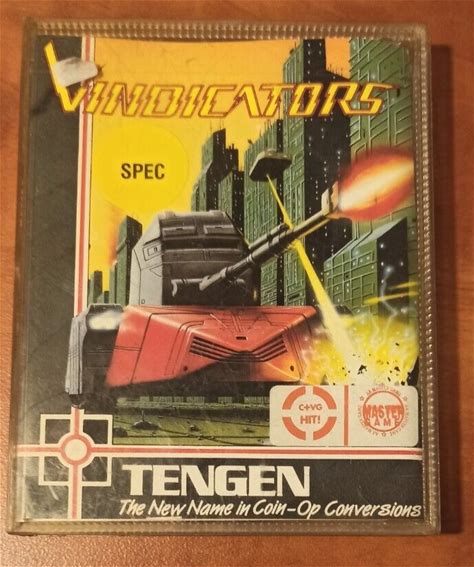 VINDICATORS
SPEC
C+VG
HIT!
MASTER
GAME
TENGEN
The New Name in Coin-Op Conversions